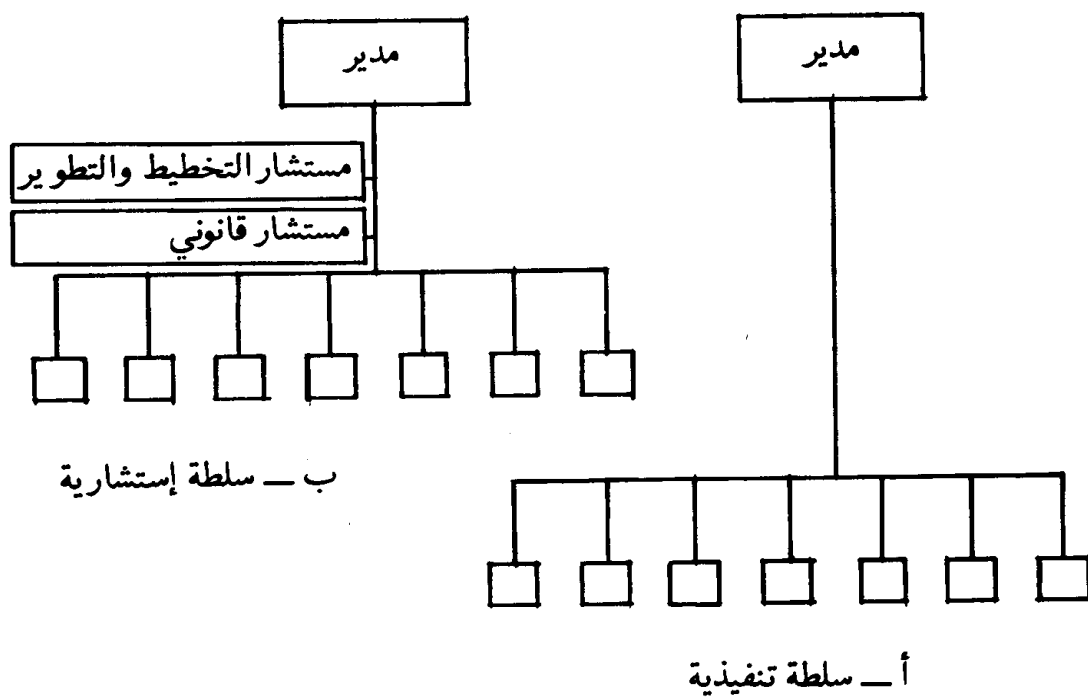 مدير
مدير
مستشار التخطيط والتطوير
مستشار قانوني
ب — سلطة إستشارية
أ — سلطة تنفيذية